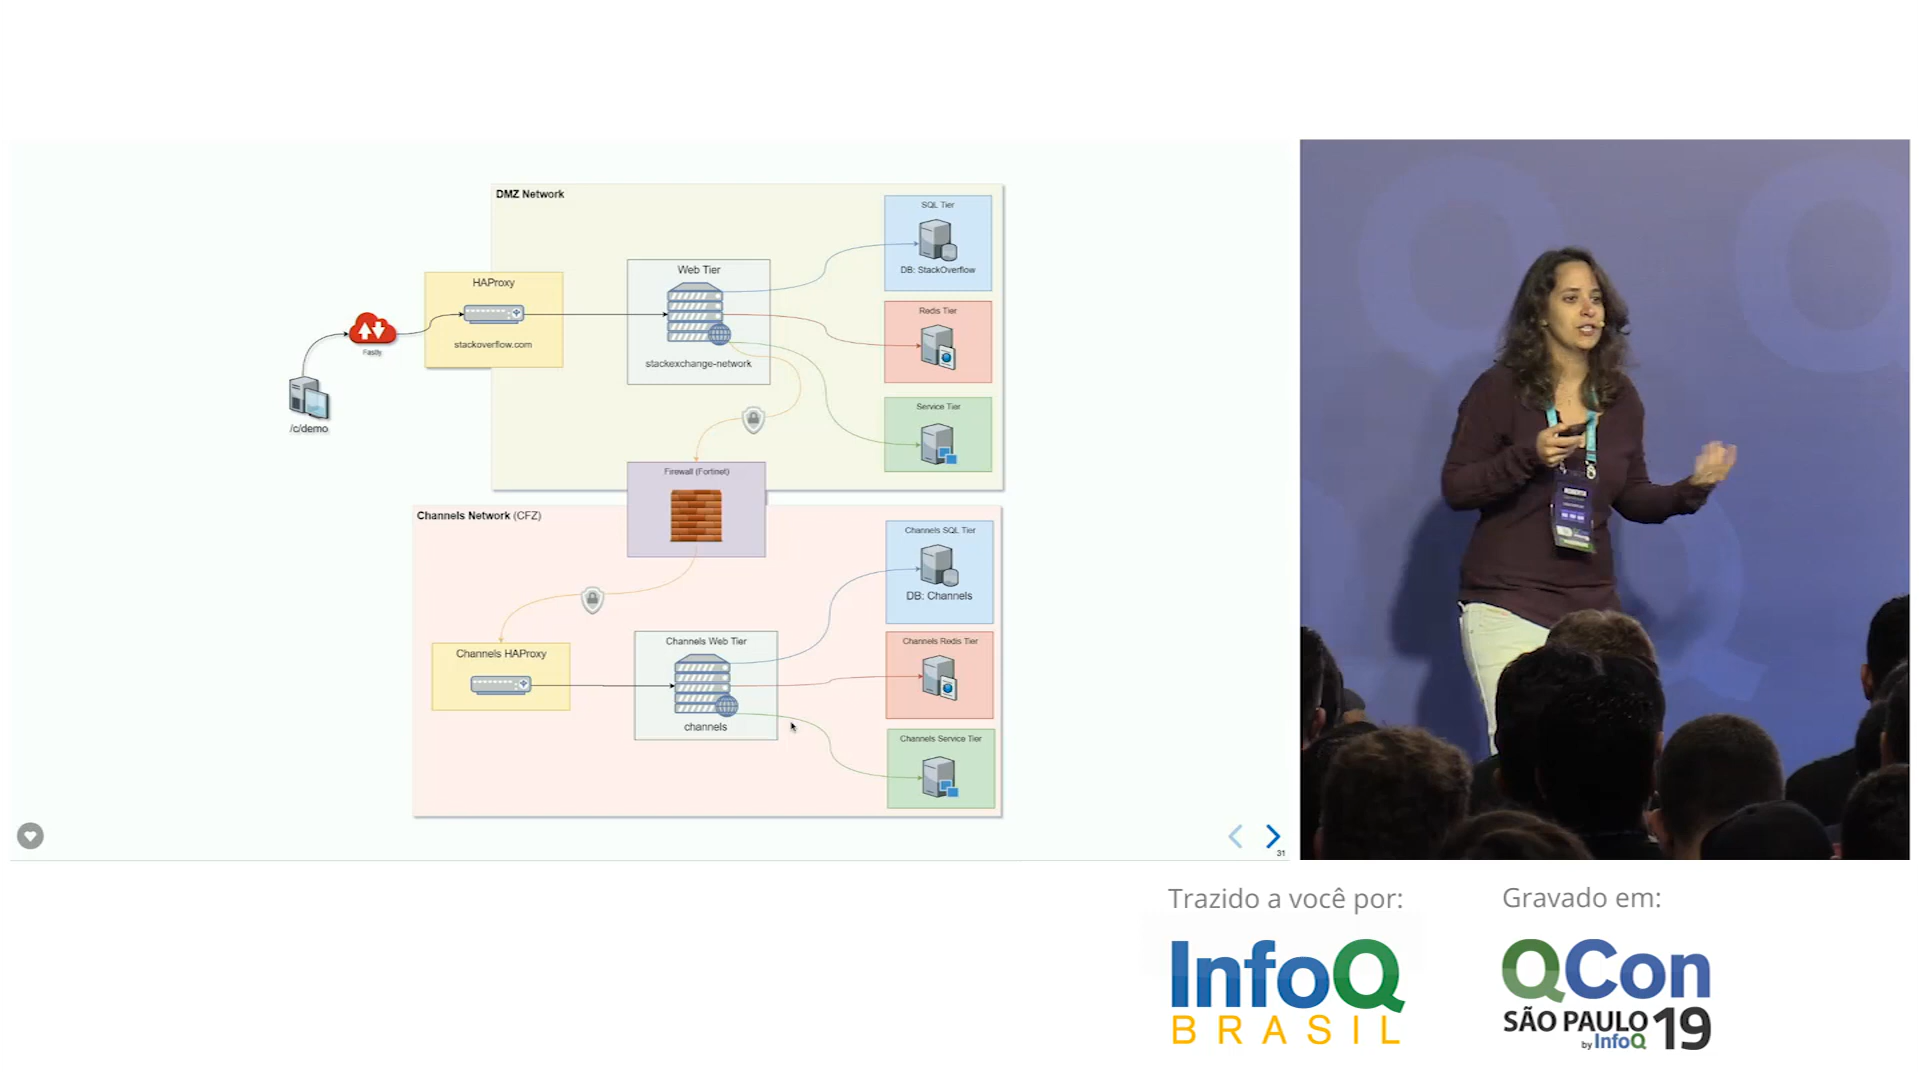 DMZ Network
SQL Tier
DB: StackOverflow
HAProxy
stackoverflow.com
Web Tier
stackexchange-network
Redis Tier
Fastly
/c/demo
Service Tier
Firewall (Fortinet)
Channels Network (CFZ)
Channels SQL Tier
DB: Channels
Channels HAProxy
Channels Web Tier
channels
Channels Redis Tier
Channels Service Tier
31
Trazido a você por:
InfoQ
BRASIL
Gravado em:
QCon
SÃO PAULO 19
by InfoQ